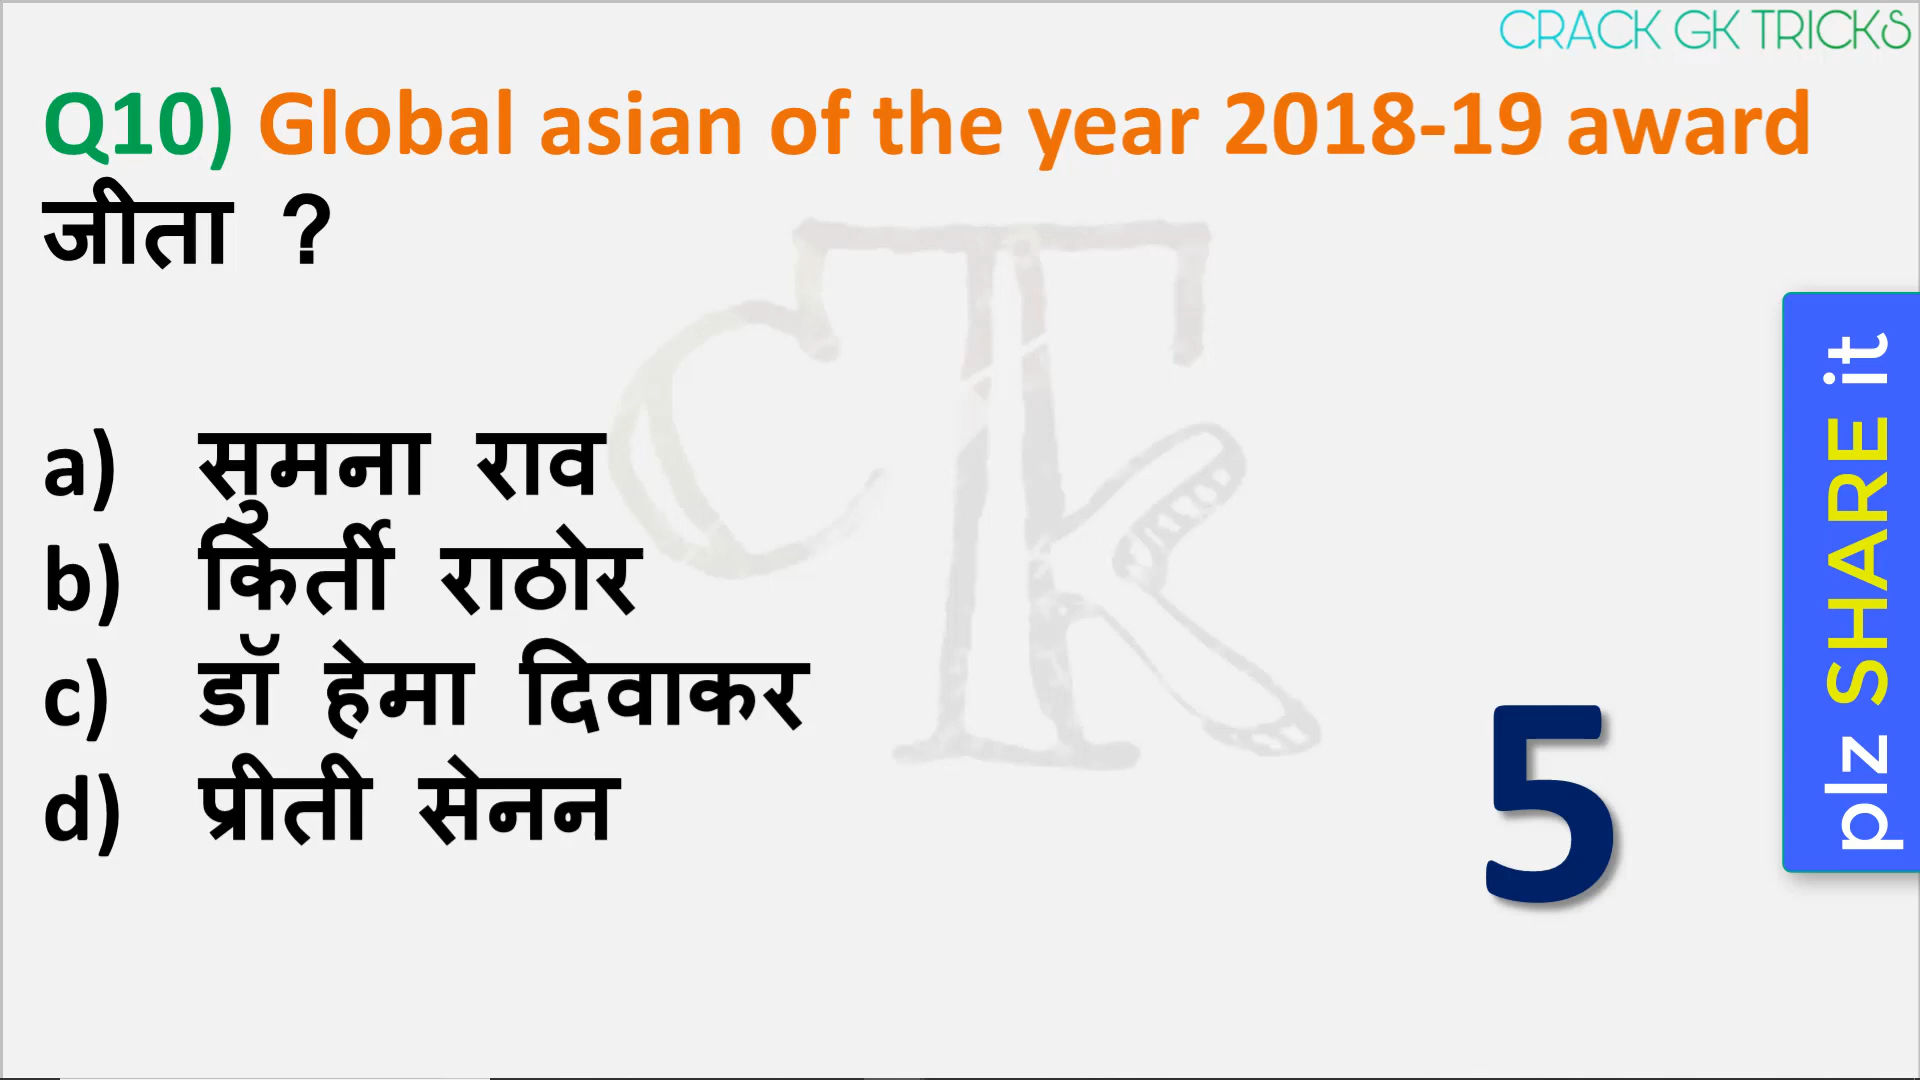 CRACK GK TRICKS
Q10) Global asian of the year 2018-19 award
जीता ?
a) सुमना राव
b) किर्ती राठोर
c) डॉ हेमा दिवाकर
d) प्रीती सेनन
5
plz SHARE it